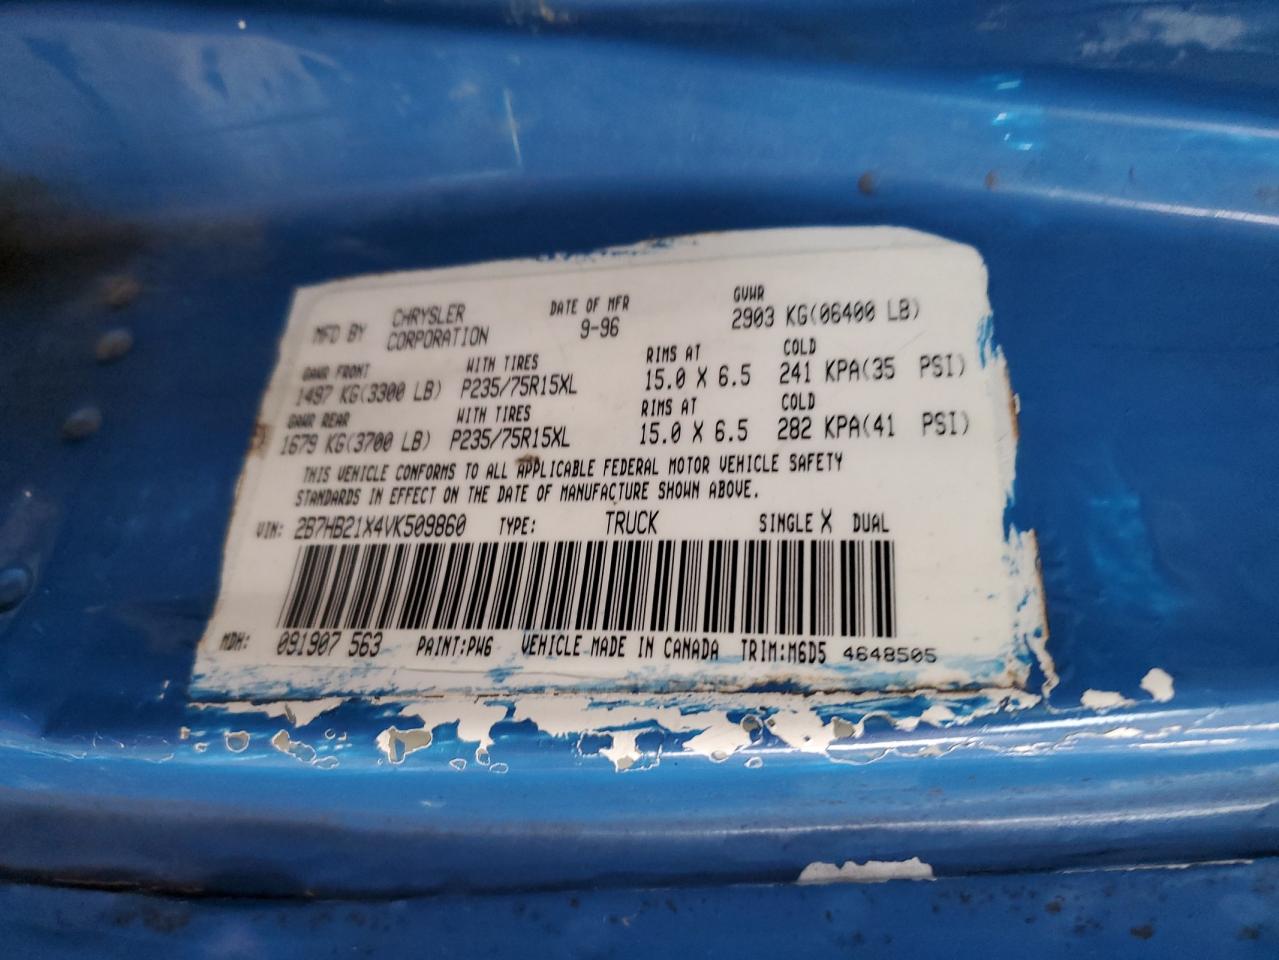 MFD BY CHRYSLER CORPORATION DATE OF MFR 9-96 GVWR 2903 KG(06400 LB)
GAWR FRONT WITH TIRES RIMS AT COLD
1497 KG(3300 LB) P235/75R15XL 15.0 X 6.5 241 KPA(35 PSI)
GAWR REAR WITH TIRES RIMS AT COLD
1679 KG(3700 LB) P235/75R15XL 15.0 X 6.5 282 KPA(41 PSI)
THIS VEHICLE CONFORMS TO ALL APPLICABLE FEDERAL MOTOR VEHICLE SAFETY
STANDARDS IN EFFECT ON THE DATE OF MANUFACTURE SHOWN ABOVE.
VIN: 2B7HB21X4VK509860 TYPE: TRUCK SINGLE X DUAL
MDH: 091907 563 PAINT:PW6 VEHICLE MADE IN CANADA TRIM:M6D5 4648505